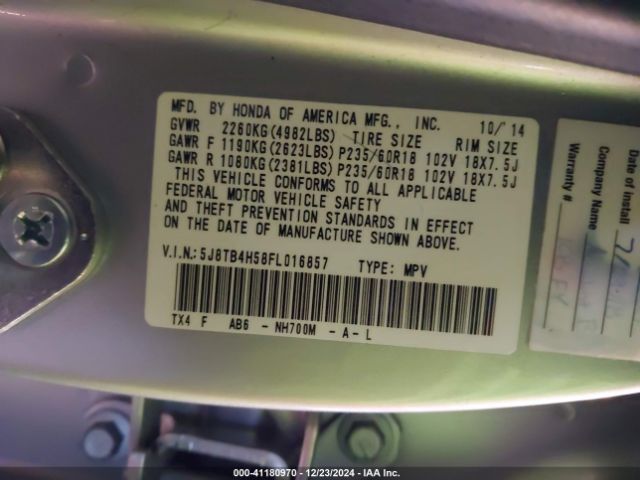 MFD. BY HONDA OF AMERICA MFG., INC. 10/'14
GVWR 2260KG(4982LBS) TIRE SIZE RIM SIZE
GAWR F 1190KG(2623LBS) P235/60R18 102V 18X7.5J
GAWR R 1080KG(2381LBS) P235/60R18 102V 18X7.5J
THIS VEHICLE CONFORMS TO ALL APPLICABLE
FEDERAL MOTOR VEHICLE SAFETY
AND THEFT PREVENTION STANDARDS IN EFFECT
ON THE DATE OF MANUFACTURE SHOWN ABOVE.
V.I.N.: 5J8TB4H58FL016857 TYPE: MPV
TX4 F AB6 - NH700M - A - L
Date of Install
Company Name
Warranty N
000-41180970 - 12/23/2024 - IAA Inc.